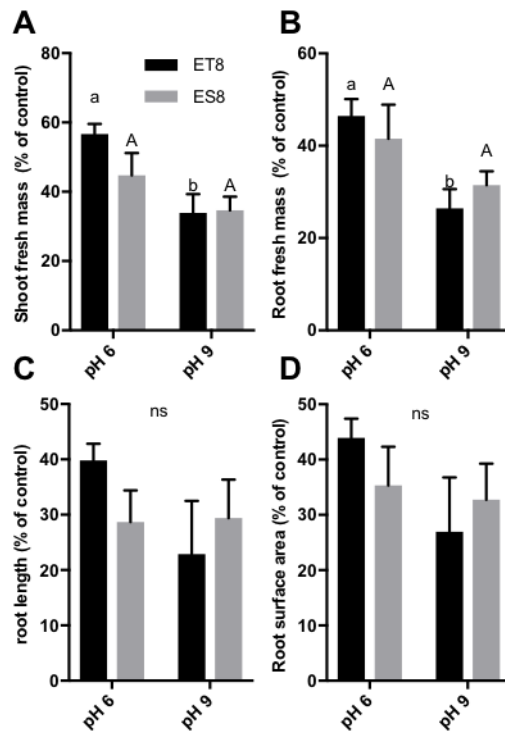 A
Shoot fresh mass (% of control)
80
60
40
20
0
ET8
ES8
a
A
b
A
pH 6
pH 9
B
Root fresh mass (% of control)
60
40
20
0
a
A
b
A
pH 6
pH 9
C
root length (% of control)
50
40
30
20
10
0
ns
pH 6
pH 9
D
Root surface area (% of control)
50
40
30
20
10
0
ns
pH 6
pH 9